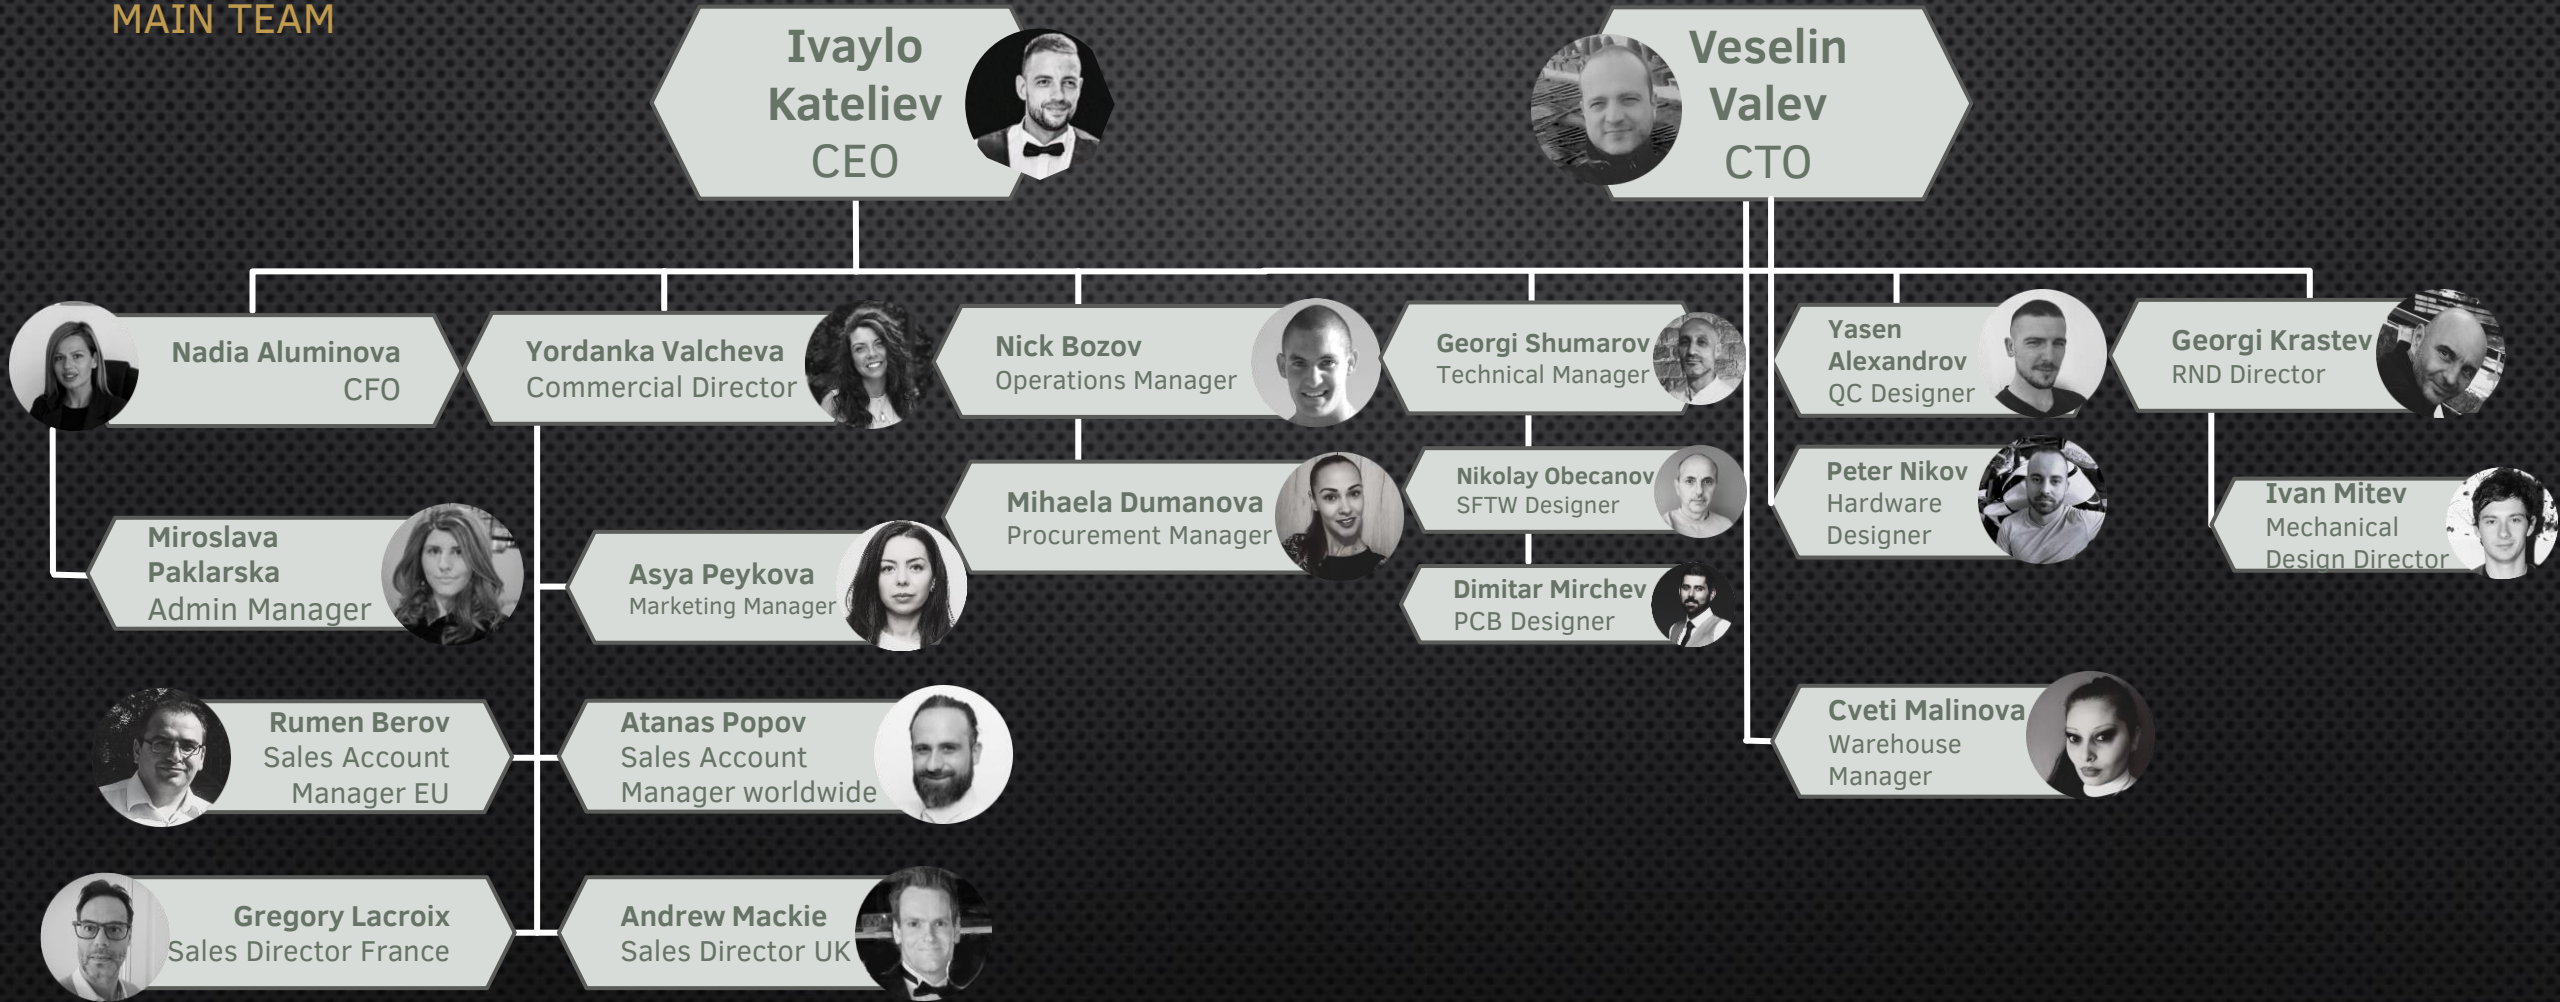 MAIN TEAM
Ivaylo
Kateliev
CEO
Veselin
Valev
CTO
Nadia Aluminova
CFO
Yordanka Valcheva
Commercial Director
Nick Bozov
Operations Manager
Georgi Shumarov
Technical Manager
Yasen
Alexandrov
QC Designer
Georgi Krastev
RND Director
Miroslava
Paklarska
Admin Manager
Asya Peykova
Marketing Manager
Mihaela Dumanova
Procurement Manager
Nikolay Obecanov
SFTW Designer
Dimitar Mirchev
PCB Designer
Peter Nikov
Hardware
Designer
Ivan Mitev
Mechanical
Design Director
Rumen Berov
Sales Account
Manager EU
Atanas Popov
Sales Account
Manager worldwide
Cveti Malinova
Warehouse
Manager
Gregory Lacroix
Sales Director France
Andrew Mackie
Sales Director UK